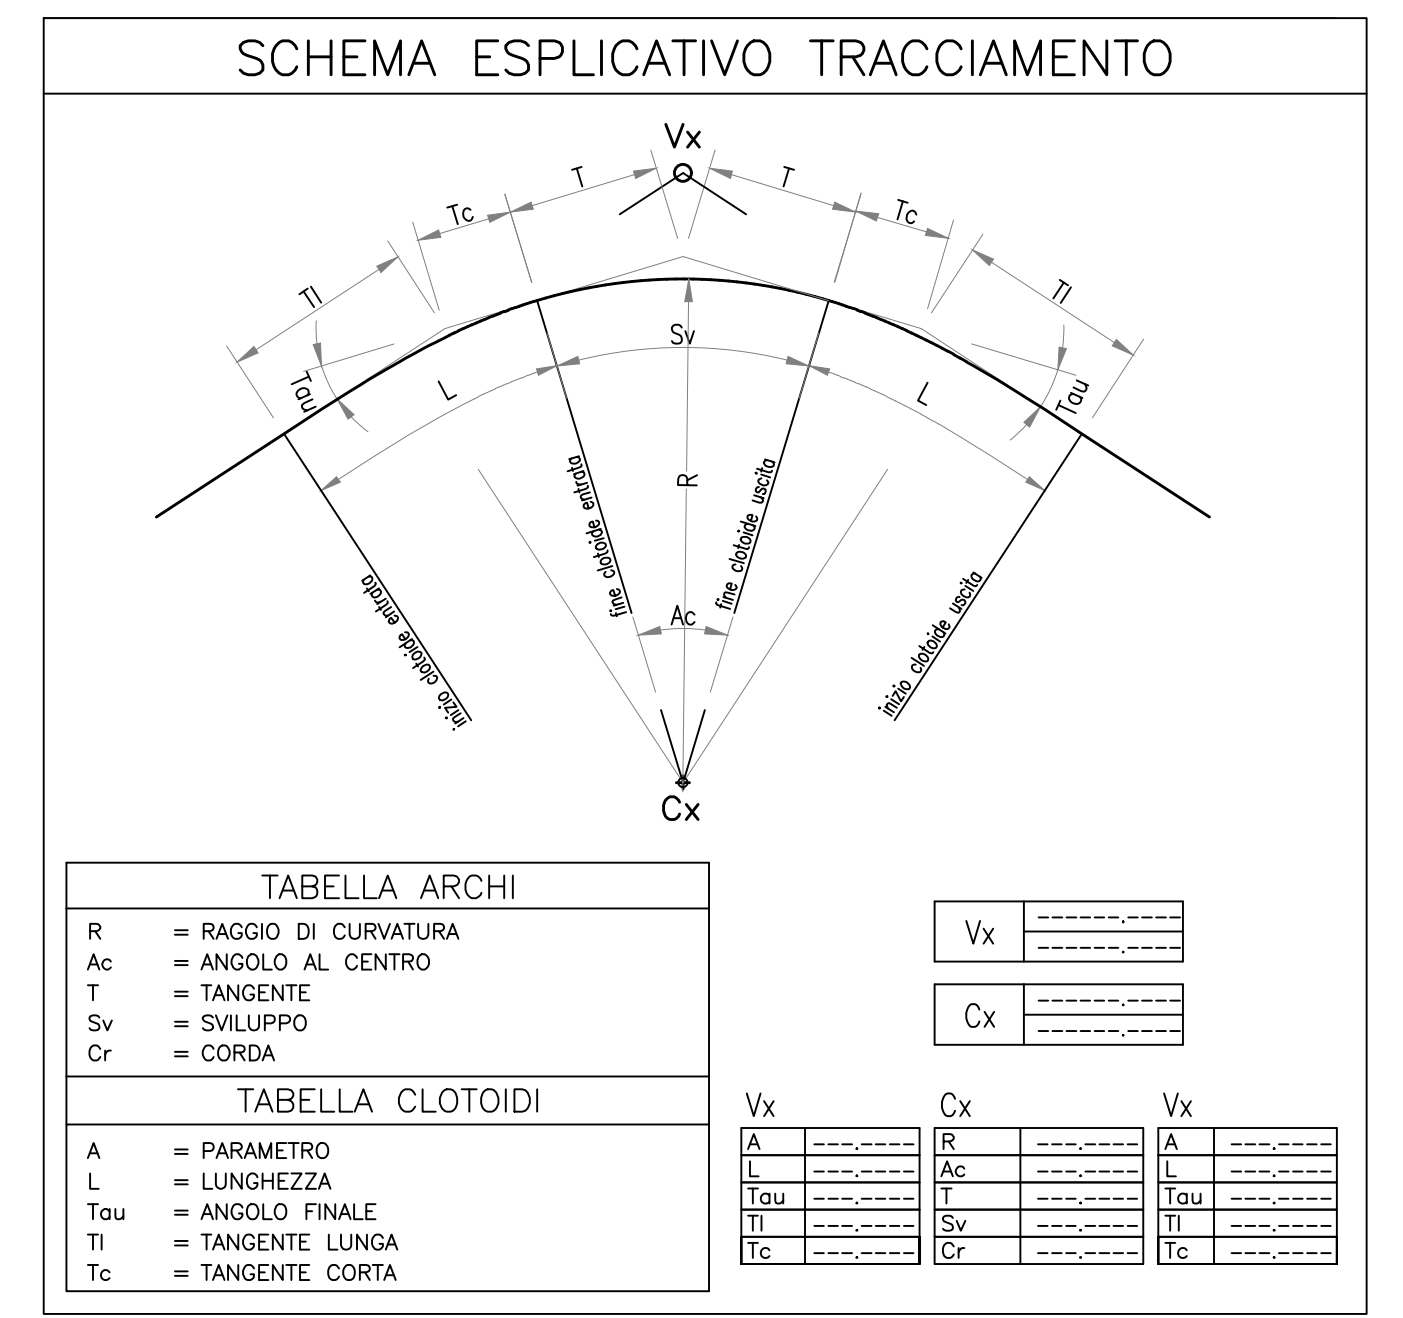 SCHEMA ESPLICATIVO TRACCIAMENTO
Vx
T
T
Tc
Tc
Tl
Tl
Sv
Tau
L
L
Tau
R
fine clotoide entrata
fine clotoide uscita
inizio clotoide entrata
inizio clotoide uscita
Ac
Cx
TABELLA ARCHI
R = RAGGIO DI CURVATURA
Ac = ANGOLO AL CENTRO
T = TANGENTE
Sv = SVILUPPO
Cr = CORDA
TABELLA CLOTOIDI
A = PARAMETRO
L = LUNGHEZZA
Tau = ANGOLO FINALE
Tl = TANGENTE LUNGA
Tc = TANGENTE CORTA
Vx
------.----
------.----
Cx
------.----
------.----
Vx
A ---.----
L ---.----
Tau ---.----
Tl ---.----
Tc ---.----
Cx
R ---.----
Ac ---.----
T ---.----
Sv ---.----
Cr ---.----
Vx
A ---.----
L ---.----
Tau ---.----
Tl ---.----
Tc ---.----